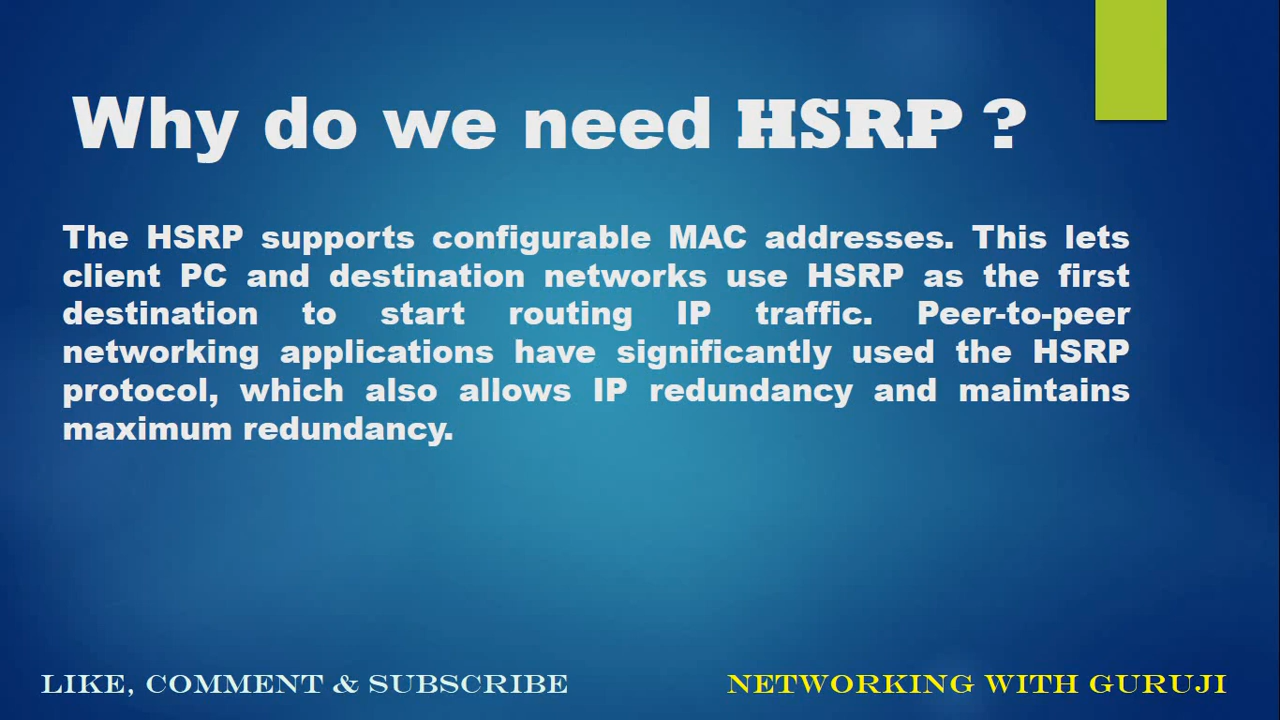 Why do we need HSRP ?
The HSRP supports configurable MAC addresses. This lets
client PC and destination networks use HSRP as the first
destination to start routing IP traffic. Peer-to-peer
networking applications have significantly used the HSRP
protocol, which also allows IP redundancy and maintains
maximum redundancy.
LIKE, COMMENT & SUBSCRIBE
NETWORKING WITH GURUJI